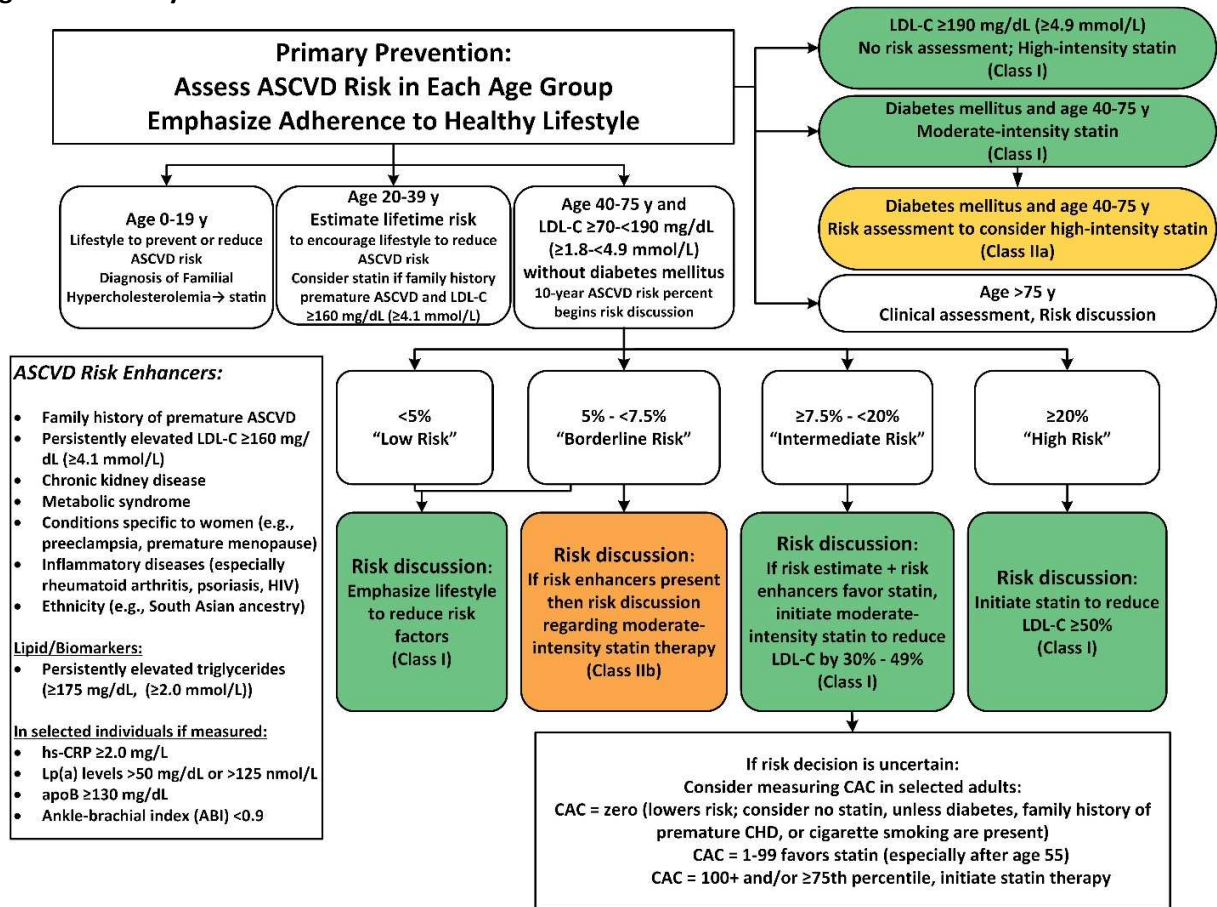 Primary Prevention:
Assess ASCVD Risk in Each Age Group
Emphasize Adherence to Healthy Lifestyle
LDL-C ≥190 mg/dL (≥4.9 mmol/L)
No risk assessment; High-intensity statin
(Class I)
Diabetes mellitus and age 40-75 y
Moderate-intensity statin
(Class I)
Diabetes mellitus and age 40-75 y
Risk assessment to consider high-intensity statin
(Class IIa)
Age >75 y
Clinical assessment, Risk discussion
Age 0-19 y
Lifestyle to prevent or reduce
ASCVD risk
Diagnosis of Familial
Hypercholesterolemia→ statin
Age 20-39 y
Estimate lifetime risk
to encourage lifestyle to reduce
ASCVD risk
Consider statin if family history
premature ASCVD and LDL-C
≥160 mg/dL (≥4.1 mmol/L)
Age 40-75 y and
LDL-C ≥70-<190 mg/dL
(≥1.8-<4.9 mmol/L)
without diabetes mellitus
10-year ASCVD risk percent
begins risk discussion
ASCVD Risk Enhancers:
• Family history of premature ASCVD
• Persistently elevated LDL-C ≥160 mg/
dL (≥4.1 mmol/L)
• Chronic kidney disease
• Metabolic syndrome
• Conditions specific to women (e.g.,
preeclampsia, premature menopause)
• Inflammatory diseases (especially
rheumatoid arthritis, psoriasis, HIV)
• Ethnicity (e.g., South Asian ancestry)
Lipid/Biomarkers:
• Persistently elevated triglycerides
(≥175 mg/dL, (≥2.0 mmol/L))
In selected individuals if measured:
• hs-CRP ≥2.0 mg/L
• Lp(a) levels >50 mg/dL or >125 nmol/L
• apoB ≥130 mg/dL
• Ankle-brachial index (ABI) <0.9
<5%
“Low Risk”
5% - <7.5%
“Borderline Risk”
≥7.5% - <20%
“Intermediate Risk”
≥20%
“High Risk”
Risk discussion:
Emphasize lifestyle
to reduce risk
factors
(Class I)
Risk discussion:
If risk enhancers present
then risk discussion
regarding moderate-
intensity statin therapy
(Class IIb)
Risk discussion:
If risk estimate + risk
enhancers favor statin,
initiate moderate-
intensity statin to reduce
LDL-C by 30% - 49%
(Class I)
Risk discussion:
Initiate statin to reduce
LDL-C ≥50%
(Class I)
If risk decision is uncertain:
Consider measuring CAC in selected adults:
CAC = zero (lowers risk; consider no statin, unless diabetes, family history of
premature CHD, or cigarette smoking are present)
CAC = 1-99 favors statin (especially after age 55)
CAC = 100+ and/or ≥75th percentile, initiate statin therapy